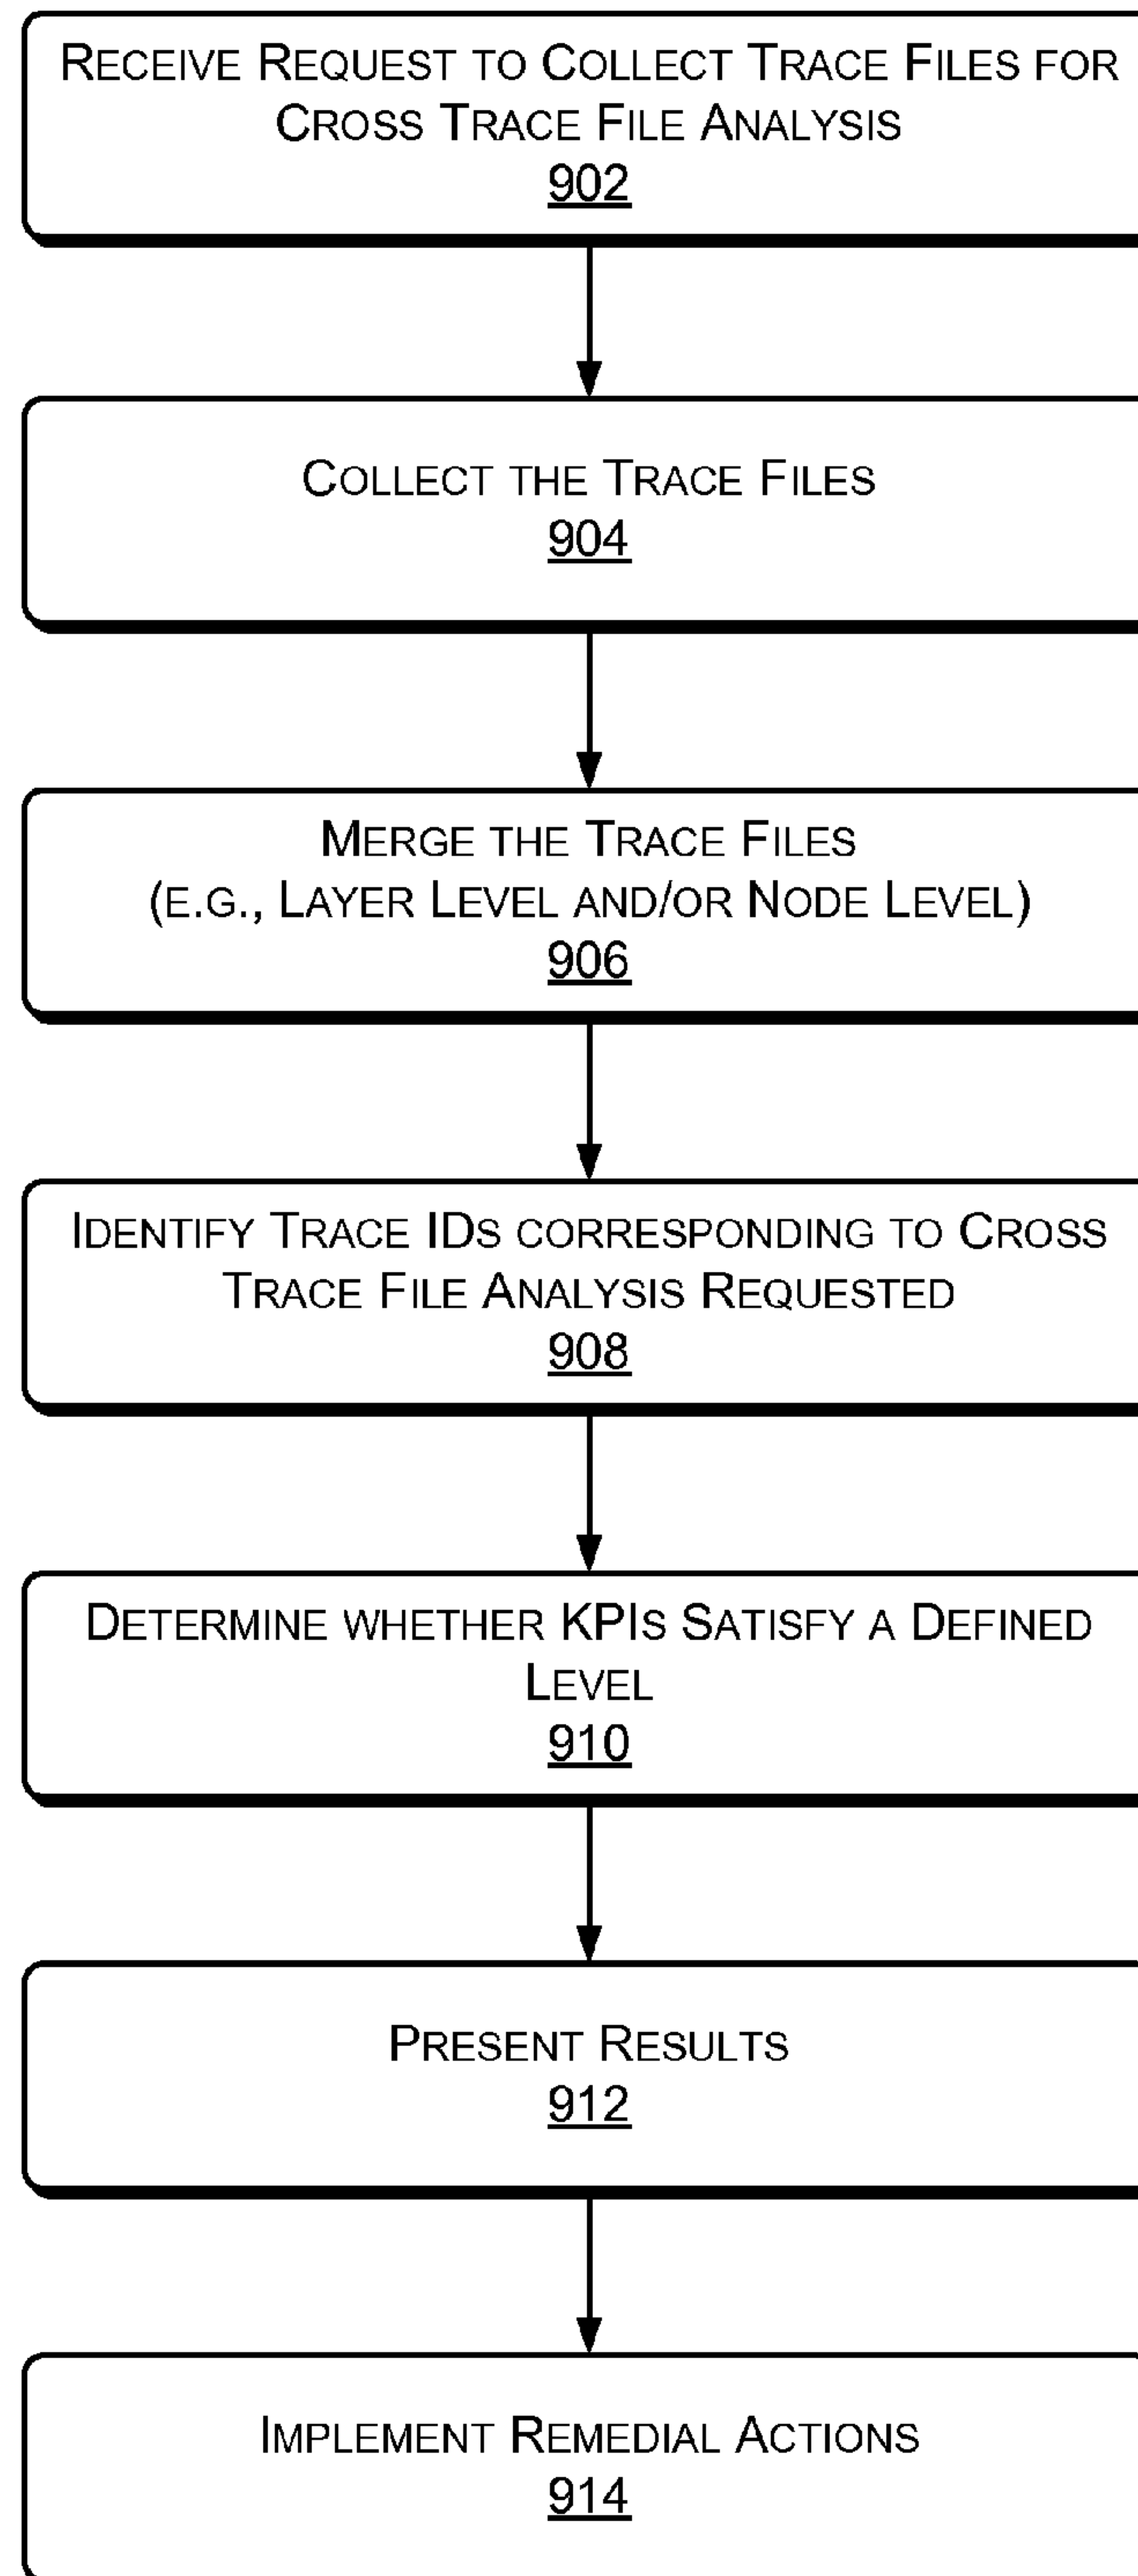 RECEIVE REQUEST TO COLLECT TRACE FILES FOR
CROSS TRACE FILE ANALYSIS
902
COLLECT THE TRACE FILES
904
MERGE THE TRACE FILES
(E.G., LAYER LEVEL AND/OR NODE LEVEL)
906
IDENTIFY TRACE IDS CORRESPONDING TO CROSS
TRACE FILE ANALYSIS REQUESTED
908
DETERMINE WHETHER KPIS SATISFY A DEFINED
LEVEL
910
PRESENT RESULTS
912
IMPLEMENT REMEDIAL ACTIONS
914